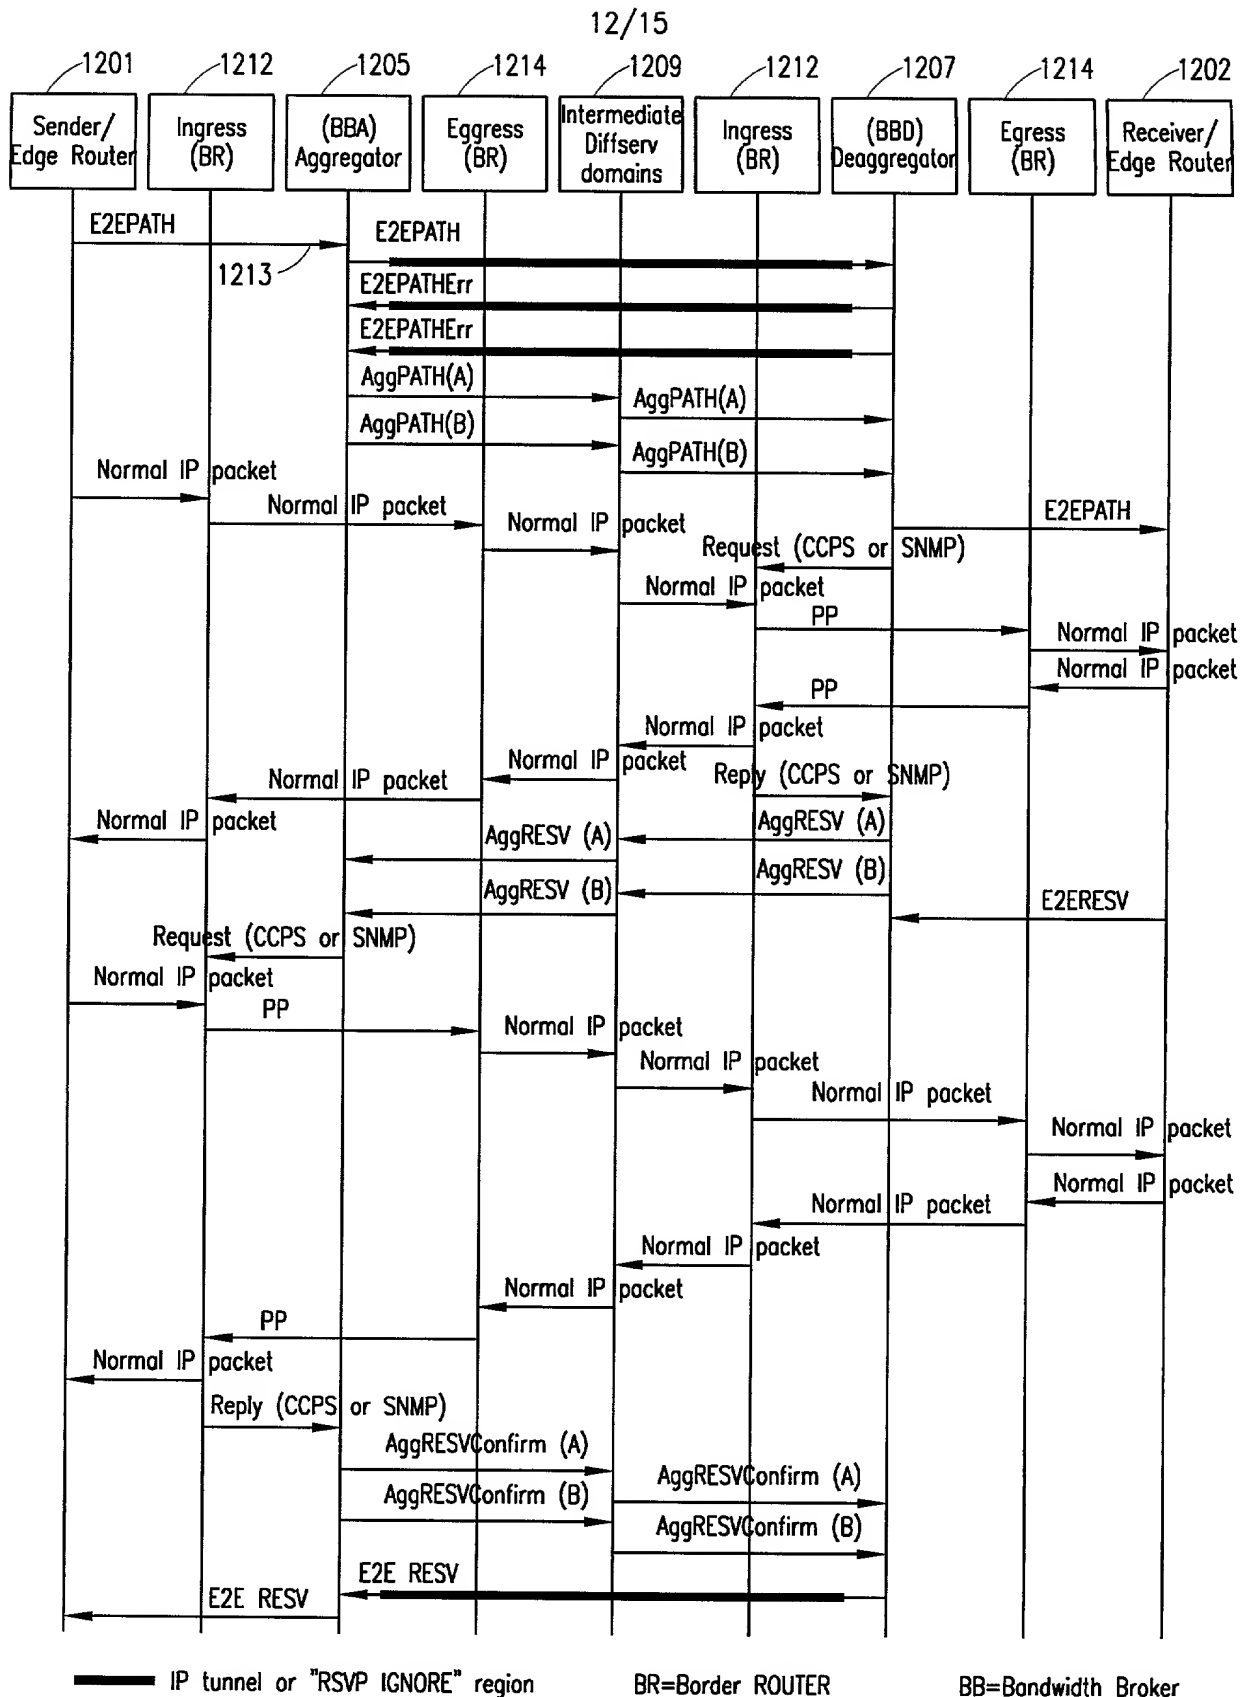 12/15
1201
1212
1205
1214
1209
1212
1207
1214
1202
Sender/
Edge Router
Ingress
(BR)
(BBA)
Aggregator
Eggress
(BR)
Intermediate
Diffserv
domains
Ingress
(BR)
(BBD)
Deaggregator
Egress
(BR)
Receiver/
Edge Router
E2EPATH
E2EPATH
1213
E2EPATHErr
E2EPATHErr
AggPATH(A)
AggPATH(A)
AggPATH(B)
AggPATH(B)
Normal IP packet
Normal IP packet
Normal IP packet
E2EPATH
Request (CCPS or SNMP)
Normal IP packet
PP
Normal IP packet
Normal IP packet
PP
Normal IP packet
Normal IP packet
Reply (CCPS or SNMP)
Normal IP packet
Normal IP packet
AggRESV (A)
AggRESV (A)
AggRESV (B)
AggRESV (B)
E2ERESV
Request (CCPS or SNMP)
Normal IP packet
PP
Normal IP packet
Normal IP packet
Normal IP packet
Normal IP packet
Normal IP packet
Normal IP packet
Normal IP packet
Normal IP packet
PP
Normal IP packet
Reply (CCPS or SNMP)
AggRESVConfirm (A)
AggRESVConfirm (A)
AggRESVConfirm (B)
AggRESVConfirm (B)
E2E RESV
E2E RESV
IP tunnel or "RSVP IGNORE" region
BR=Border ROUTER
BB=Bandwidth Broker